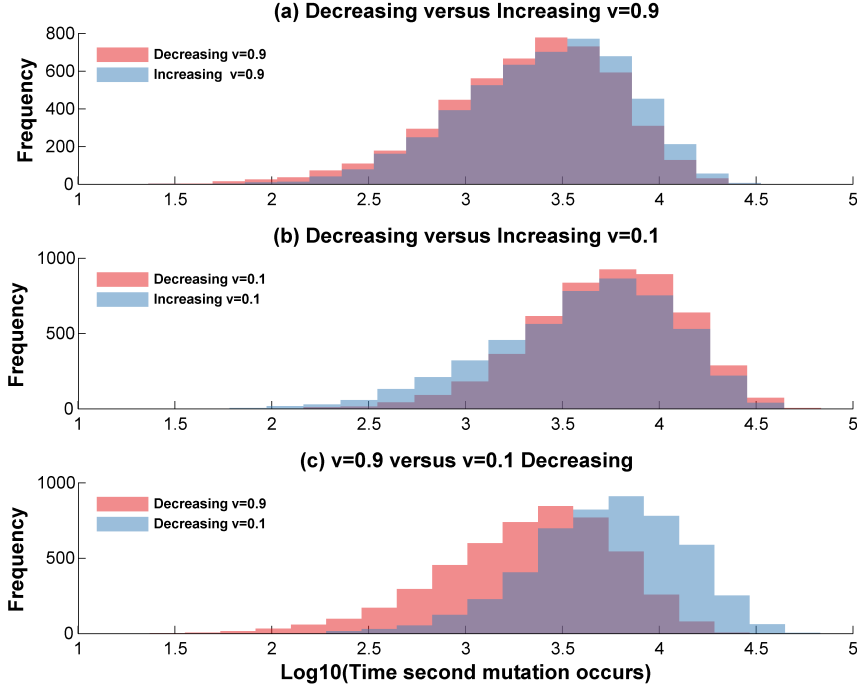 (a) Decreasing versus Increasing v=0.9
800
600
400
200
0
Frequency
Decreasing v=0.9
Increasing v=0.9
1 1.5 2 2.5 3 3.5 4 4.5 5
(b) Decreasing versus Increasing v=0.1
1000
500
0
Frequency
Decreasing v=0.1
Increasing v=0.1
1 1.5 2 2.5 3 3.5 4 4.5 5
(c) v=0.9 versus v=0.1 Decreasing
1000
500
0
Frequency
Decreasing v=0.9
Decreasing v=0.1
1 1.5 2 2.5 3 3.5 4 4.5 5
Log10(Time second mutation occurs)